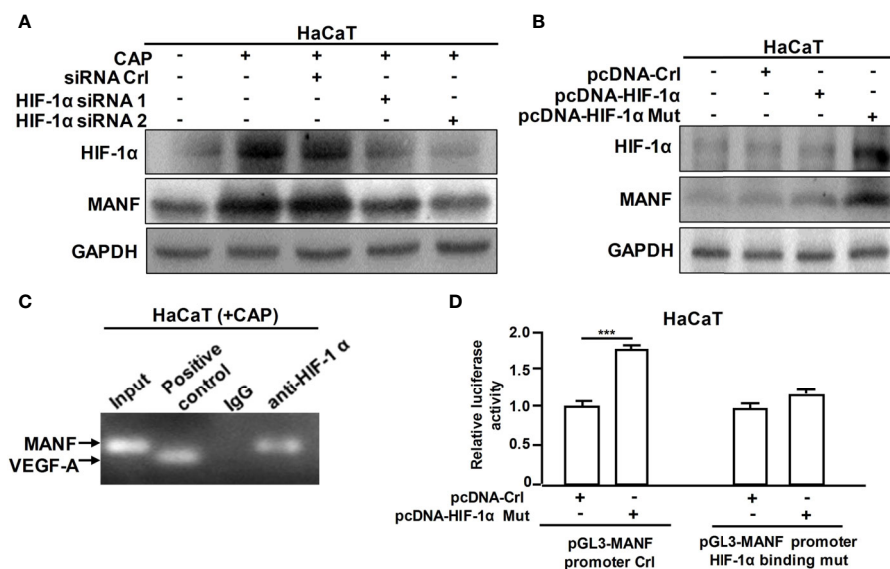 A
HaCaT
CAP - + + + +
siRNA Crl - - + - -
HIF-1α siRNA 1 - - - + -
HIF-1α siRNA 2 - - - - +
HIF-1α
MANF
GAPDH
B
HaCaT
pcDNA-Crl - + - -
pcDNA-HIF-1α - - + -
pcDNA-HIF-1α Mut - - - +
HIF-1α
MANF
GAPDH
C
HaCaT (+CAP)
Input
Positive
control
IgG
anti-HIF-1 α
MANF
VEGF-A
D
HaCaT
Relative luciferase
activity
2.0
1.5
1.0
0.5
0
***
pcDNA-Crl + - + -
pcDNA-HIF-1α Mut - + - +
pGL3-MANF
promoter Crl
pGL3-MANF promoter
HIF-1α binding mut